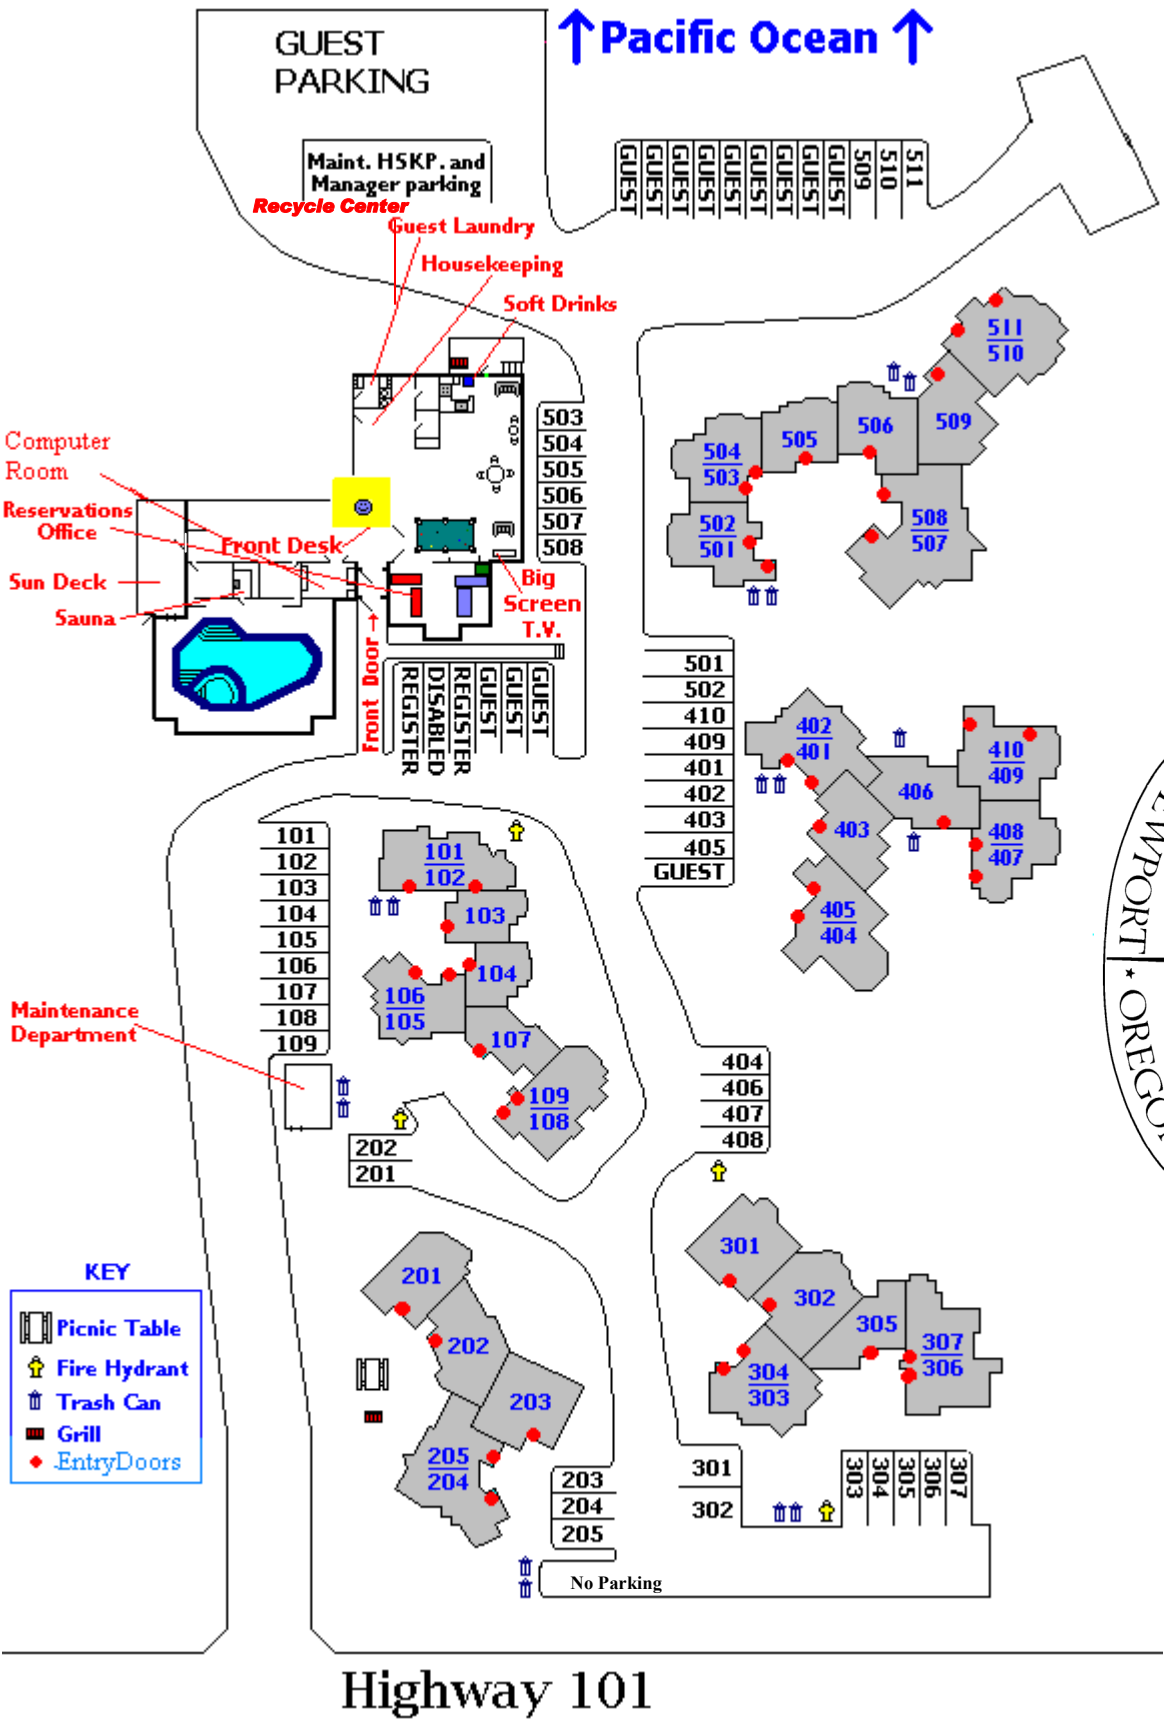 ↑Pacific Ocean↑
GUEST
PARKING
Maint. HSKP. and
Manager parking
Recycle Center
Guest Laundry
Housekeeping
Soft Drinks
GUEST
GUEST
GUEST
GUEST
GUEST
GUEST
GUEST
GUEST
GUEST
509
510
511
511
510
509
506
505
504
503
502
501
508
507
503
504
505
506
507
508
Computer
Room
Reservations
Office
Front Desk
Sun Deck
Sauna
Big
Screen
T.V.
Front Door→
REGISTER
DISABLED
REGISTER
GUEST
GUEST
GUEST
501
502
410
409
401
402
403
405
GUEST
402
401
403
405
404
406
410
409
408
407
EWPORT
★ OREGO
101
102
103
104
105
106
107
108
109
101
102
103
104
106
105
107
109
108
Maintenance
Department
202
201
404
406
407
408
201
202
203
205
204
301
302
305
304
303
307
306
KEY
Picnic Table
Fire Hydrant
Trash Can
Grill
EntryDoors
203
204
205
301
302
303
304
305
306
307
No Parking
Highway 101